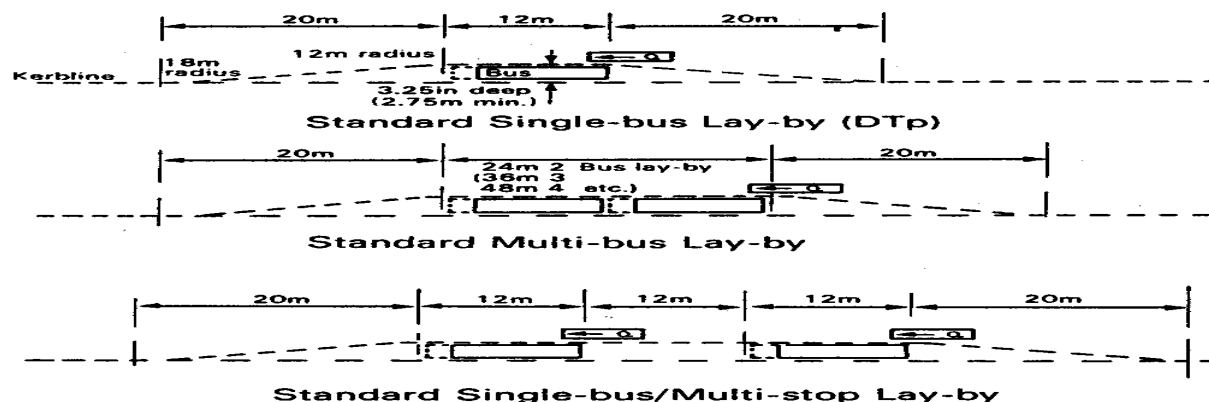 20m 12m 20m
12m radius
18m
radius
Kerbline
Bus
3.25in deep
(2.75m min.)
Q
Standard Single-bus Lay-by (DTp)
20m 20m
24m 2 Bus lay-by
(36m 3
48m 4 etc.)
Q
Standard Multi-bus Lay-by
20m 12m 12m 12m 20m
Q Q
Standard Single-bus/Multi-stop Lay-by